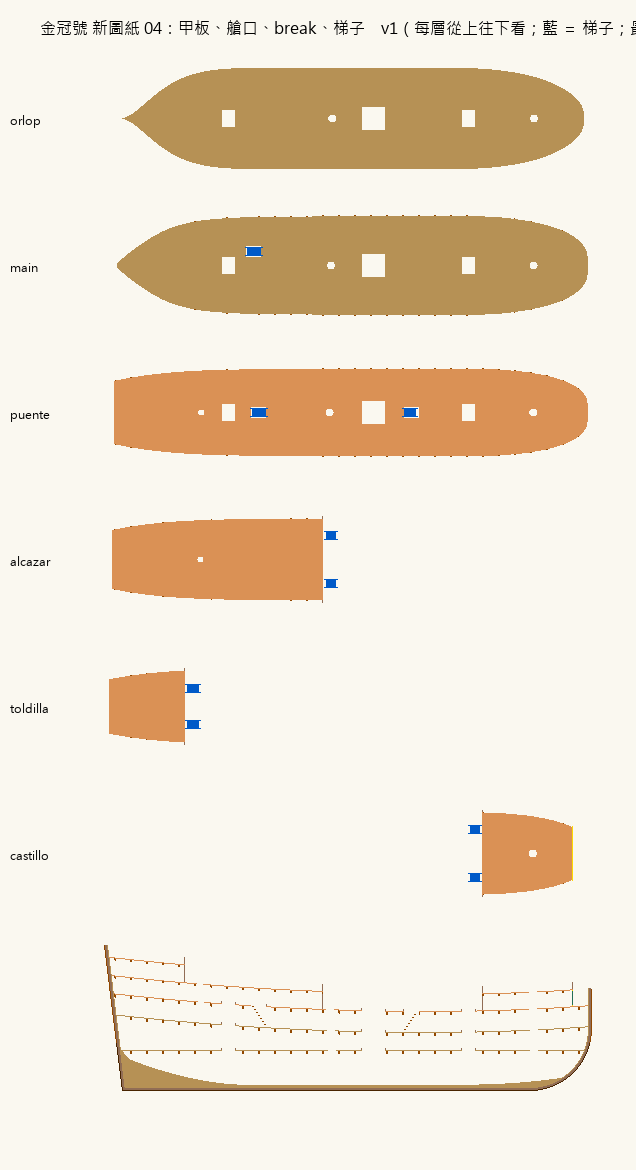 金冠號 新圖紙 04：甲板、艙口、break、梯子　v1（每層從上往下看；藍 = 梯子；
orlop
main
puente
alcazar
toldilla
castillo